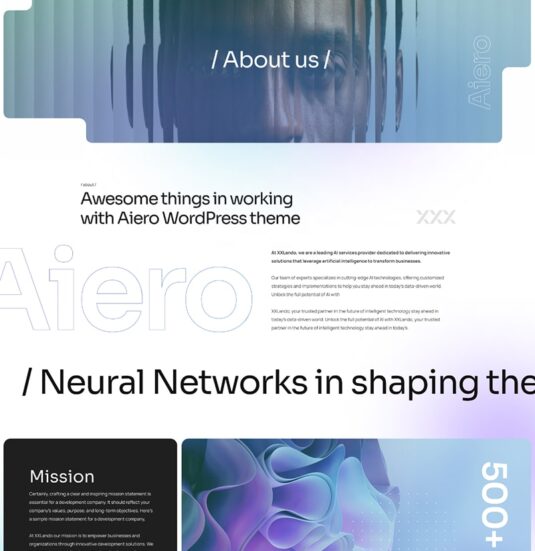 / About us /
Aiero
/ about /
Awesome things in working
with Aiero WordPress theme
XXX
Aiero
At XXLando, we are a leading AI services provider dedicated to delivering innovative
solutions that leverage artificial intelligence to transform businesses.
Our team of experts specializes in cutting-edge AI technologies, offering customized
strategies and implementations to help you stay ahead in today's data-driven world
Unlock the full potential of AI with
XXLando: your trusted partner in the future of intelligent technology stay ahead in
today's data-driven world. Unlock the full potential of AI with XXLando, your trusted
partner in the future of intelligent technology stay ahead in today's.
/ Neural Networks in shaping the
Mission
Certainly, crafting a clear and inspiring mission statement is
essential for a development company. It should reflect your
company's values, purpose, and long-term objectives. Here's
a sample mission statement for a development company.
At XXLando our mission is to empower businesses and
organizations through innovative development solutions. We
500+